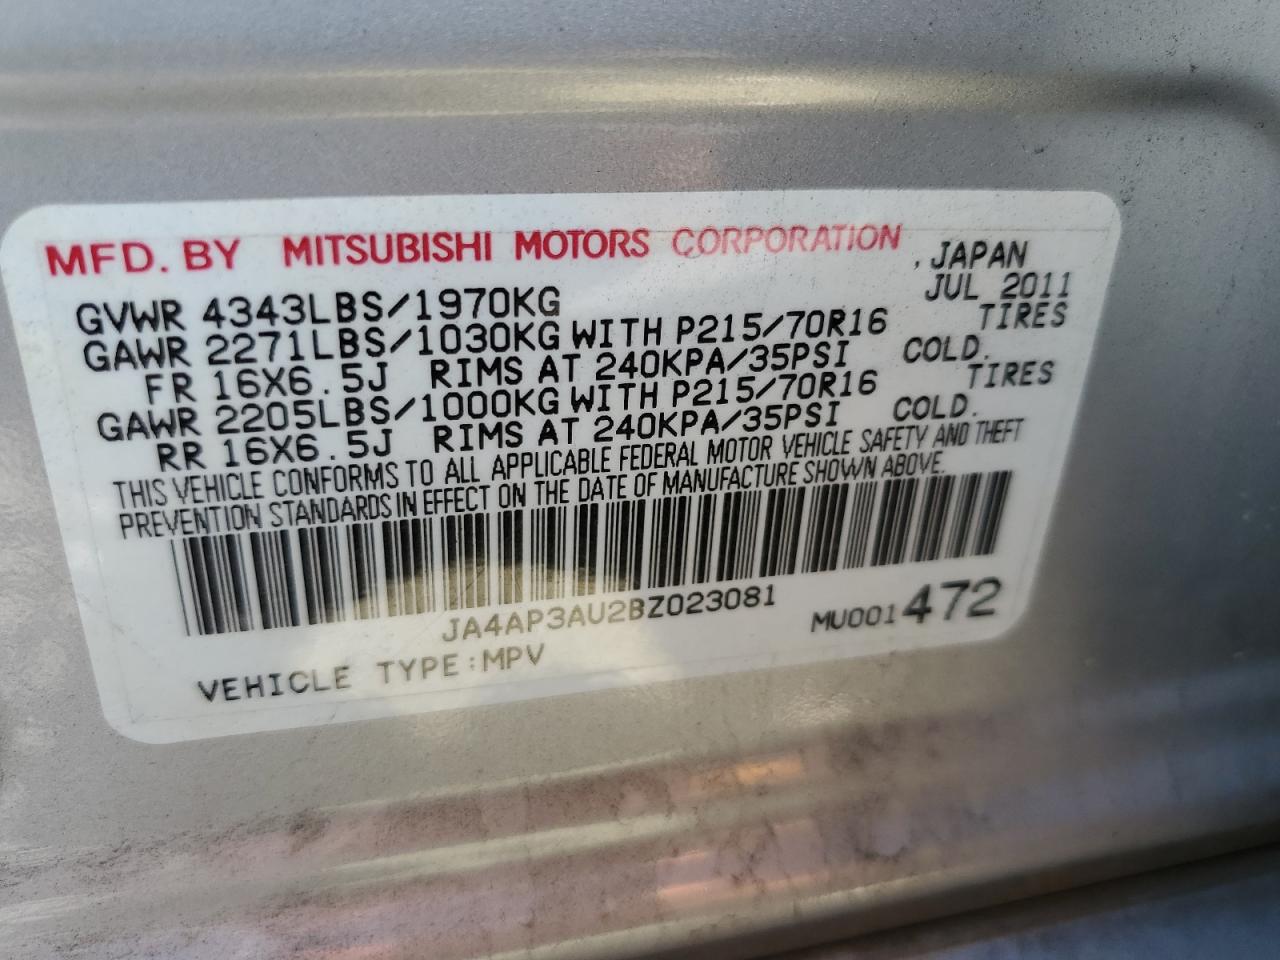 MFD. BY MITSUBISHI MOTORS CORPORATION , JAPAN
GVWR 4343LBS/1970KG JUL 2011
GAWR 2271LBS/1030KG WITH P215/70R16 TIRES
FR 16X6.5J RIMS AT 240KPA/35PSI COLD.
GAWR 2205LBS/1000KG WITH P215/70R16 TIRES
RR 16X6.5J RIMS AT 240KPA/35PSI COLD.
THIS VEHICLE CONFORMS TO ALL APPLICABLE FEDERAL MOTOR VEHICLE SAFETY AND THEFT
PREVENTION STANDARDS IN EFFECT ON THE DATE OF MANUFACTURE SHOWN ABOVE.
JA4AP3AU2BZ023081 MU001472
VEHICLE TYPE:MPV